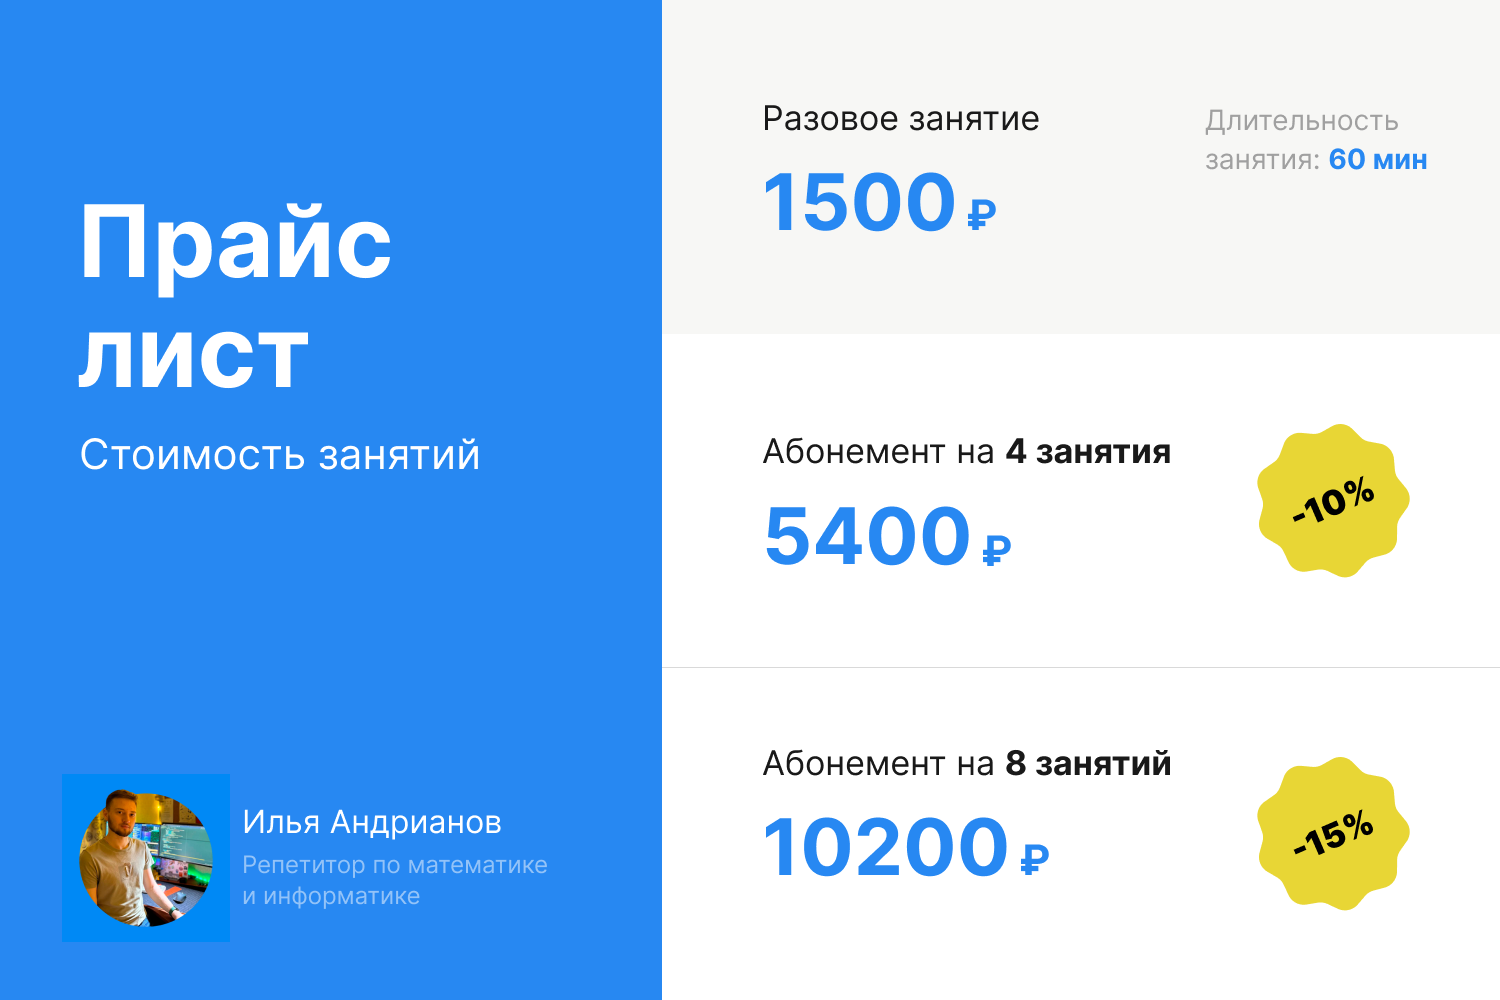 Прайс
лист
Стоимость занятий
Илья Андрианов
Репетитор по математике
и информатике
Разовое занятие
1500 ₽
Длительность
занятия: 60 мин
Абонемент на 4 занятия
5400 ₽
-10%
Абонемент на 8 занятий
10200 ₽
-15%